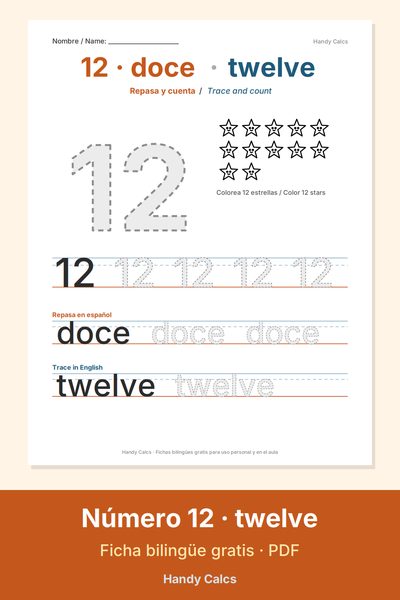 Nombre / Name: ____________________ Handy Calcs
12 · doce • twelve
Repasa y cuenta / Trace and count
12
Colorea 12 estrellas / Color 12 stars
12 12 12 12 12
Repasa en español
doce doce doce
Trace in English
twelve twelve
Handy Calcs · Fichas bilingües gratis para uso personal y en el aula
Número 12 · twelve
Ficha bilingüe gratis · PDF
Handy Calcs